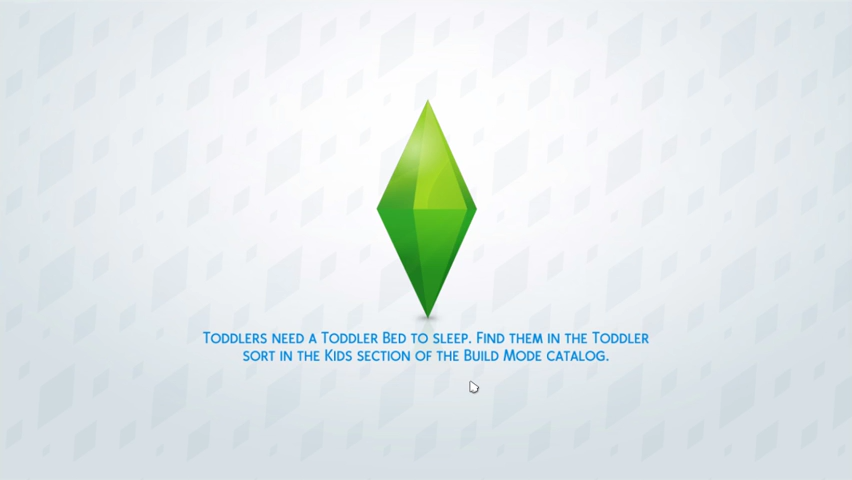 Toddlers need a Toddler Bed to sleep. Find them in the Toddler
sort in the Kids section of the Build Mode catalog.